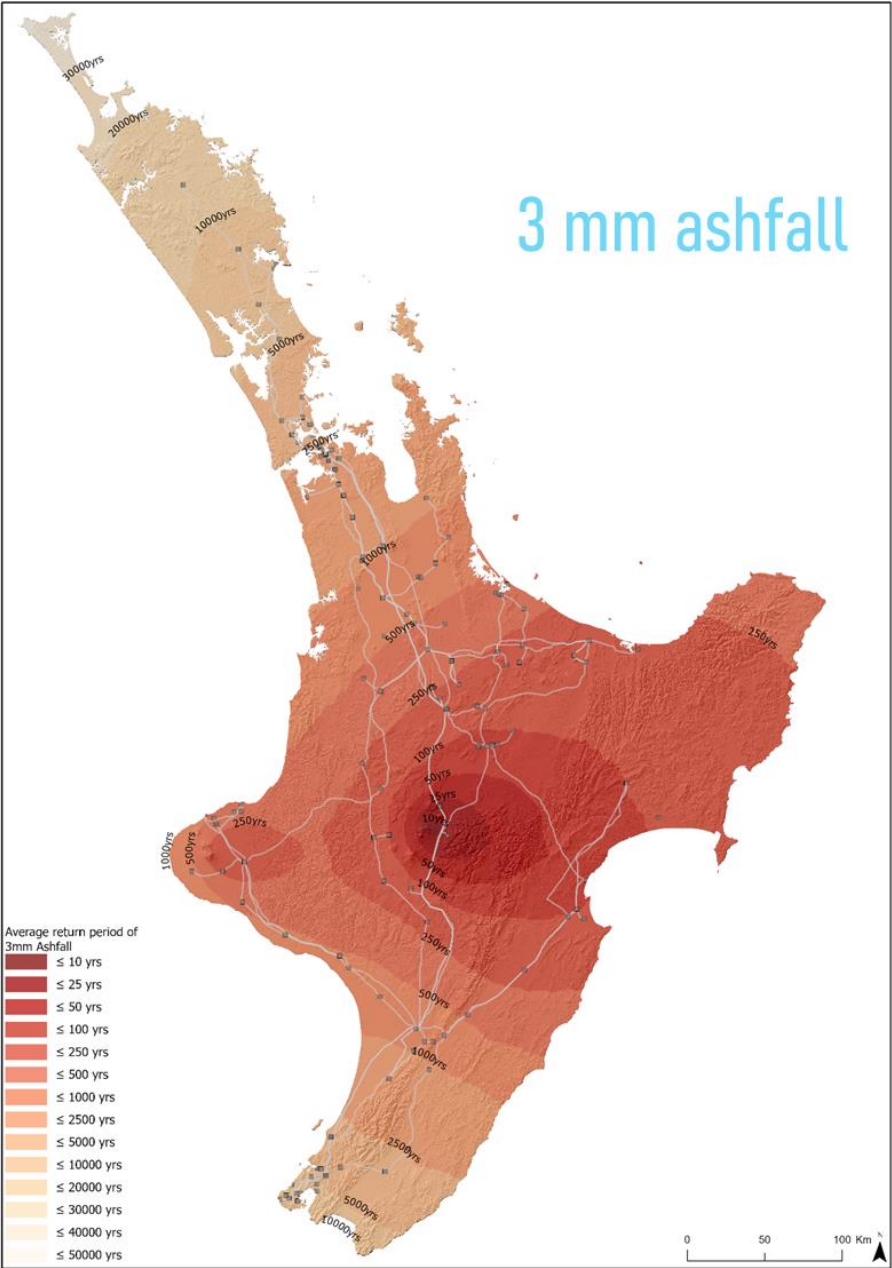 30000yrs
20000yrs
10000yrs
3 mm ashfall
5000yrs
2500yrs
1000yrs
500yrs
250yrs
250yrs
100yrs
50yrs
25yrs
10yrs
250yrs
1000yrs
500yrs
50yrs
100yrs
250yrs
500yrs
1000yrs
2500yrs
5000yrs
10000yrs
Average return period of
3mm Ashfall
≤ 10 yrs
≤ 25 yrs
≤ 50 yrs
≤ 100 yrs
≤ 250 yrs
≤ 500 yrs
≤ 1000 yrs
≤ 2500 yrs
≤ 5000 yrs
≤ 10000 yrs
≤ 20000 yrs
≤ 30000 yrs
≤ 40000 yrs
≤ 50000 yrs
0 50 100 Km
N